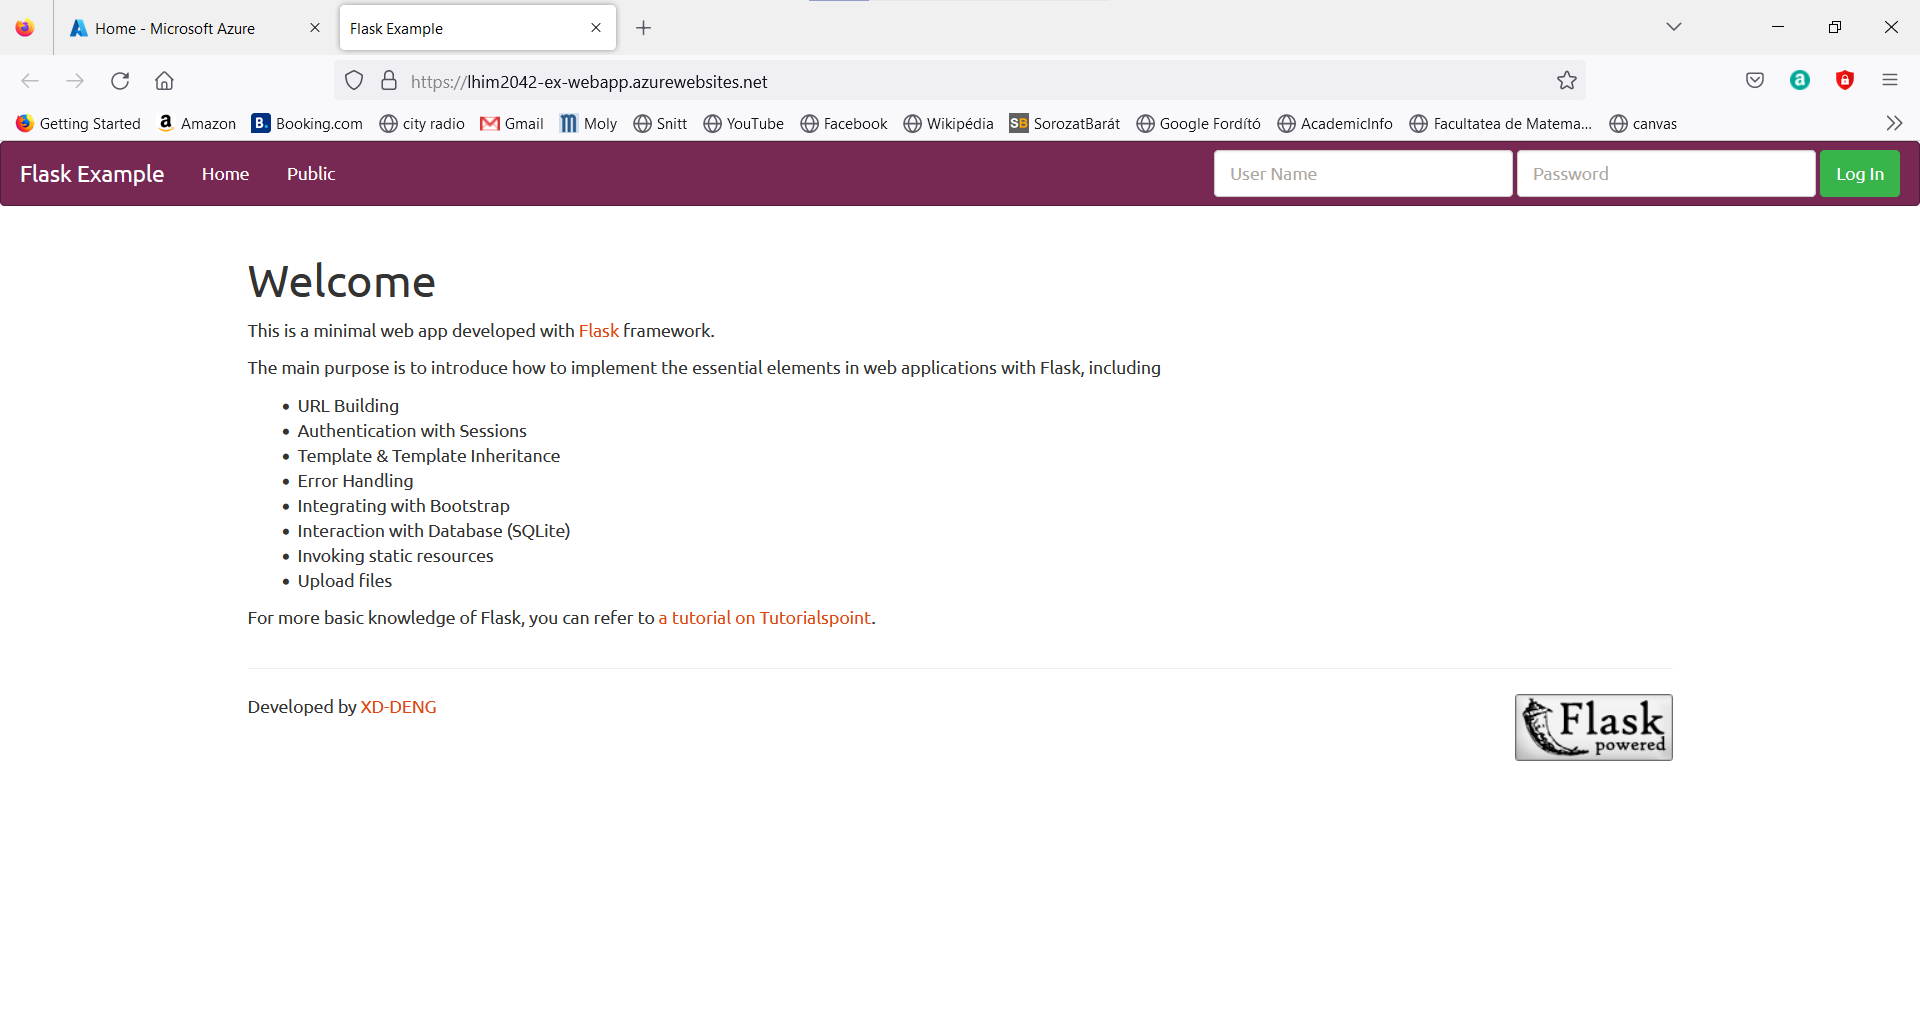 Home - Microsoft Azure
Flask Example
https://lhim2042-ex-webapp.azurewebsites.net
Getting Started a Amazon B. Booking.com city radio Gmail m Moly Snitt YouTube Facebook Wikipédia SB SorozatBarát Google Fordító AcademicInfo Facultatea de Matema... canvas
Flask Example Home Public User Name Password Log In
Welcome
This is a minimal web app developed with Flask framework.
The main purpose is to introduce how to implement the essential elements in web applications with Flask, including
• URL Building
• Authentication with Sessions
• Template & Template Inheritance
• Error Handling
• Integrating with Bootstrap
• Interaction with Database (SQLite)
• Invoking static resources
• Upload files
For more basic knowledge of Flask, you can refer to a tutorial on Tutorialspoint.
Developed by XD-DENG
Flask
powered